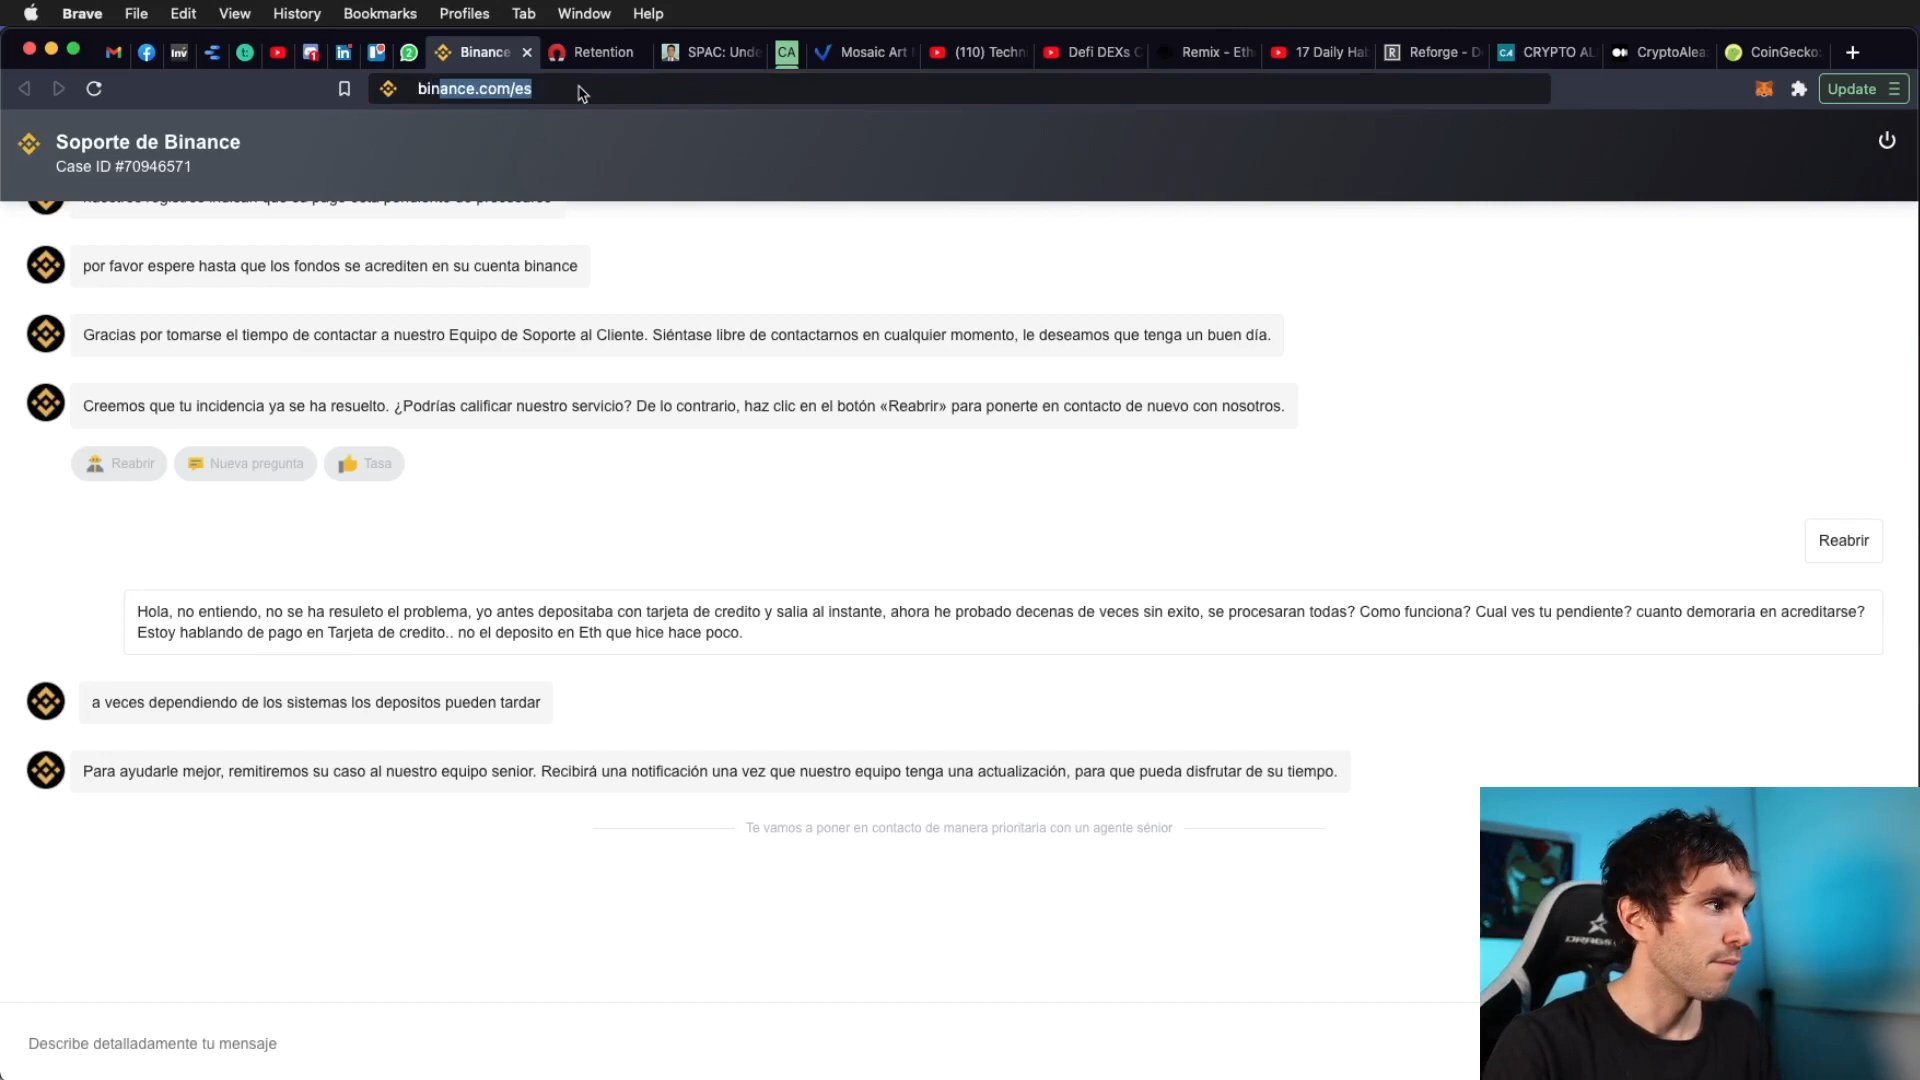 Brave File Edit View History Bookmarks Profiles Tab Window Help
Binance Retention SPAC: Unde CA Mosaic Art (110) Techn Defi DEXs Remix - Eth 17 Daily Ha Reforge - D CRYPTO AL CryptoAlea CoinGecko:
binance.com/es Update
Soporte de Binance
Case ID #70946571
por favor espere hasta que los fondos se acrediten en su cuenta binance
Gracias por tomarse el tiempo de contactar a nuestro Equipo de Soporte al Cliente. Siéntase libre de contactarnos en cualquier momento, le deseamos que tenga un buen día.
Creemos que tu incidencia ya se ha resuelto. ¿Podrías calificar nuestro servicio? De lo contrario, haz clic en el botón «Reabrir» para ponerte en contacto de nuevo con nosotros.
Reabrir Nueva pregunta Tasa
Reabrir
Hola, no entiendo, no se ha resuleto el problema, yo antes depositaba con tarjeta de credito y salia al instante, ahora he probado decenas de veces sin exito, se procesaran todas? Como funciona? Cual ves tu pendiente? cuanto demoraria en acreditarse?
Estoy hablando de pago en Tarjeta de credito.. no el deposito en Eth que hice hace poco.
a veces dependiendo de los sistemas los depositos pueden tardar
Para ayudarle mejor, remitiremos su caso al nuestro equipo senior. Recibirá una notificación una vez que nuestro equipo tenga una actualización, para que pueda disfrutar de su tiempo.
Te vamos a poner en contacto de manera prioritaria con un agente sénior
Describe detalladamente tu mensaje